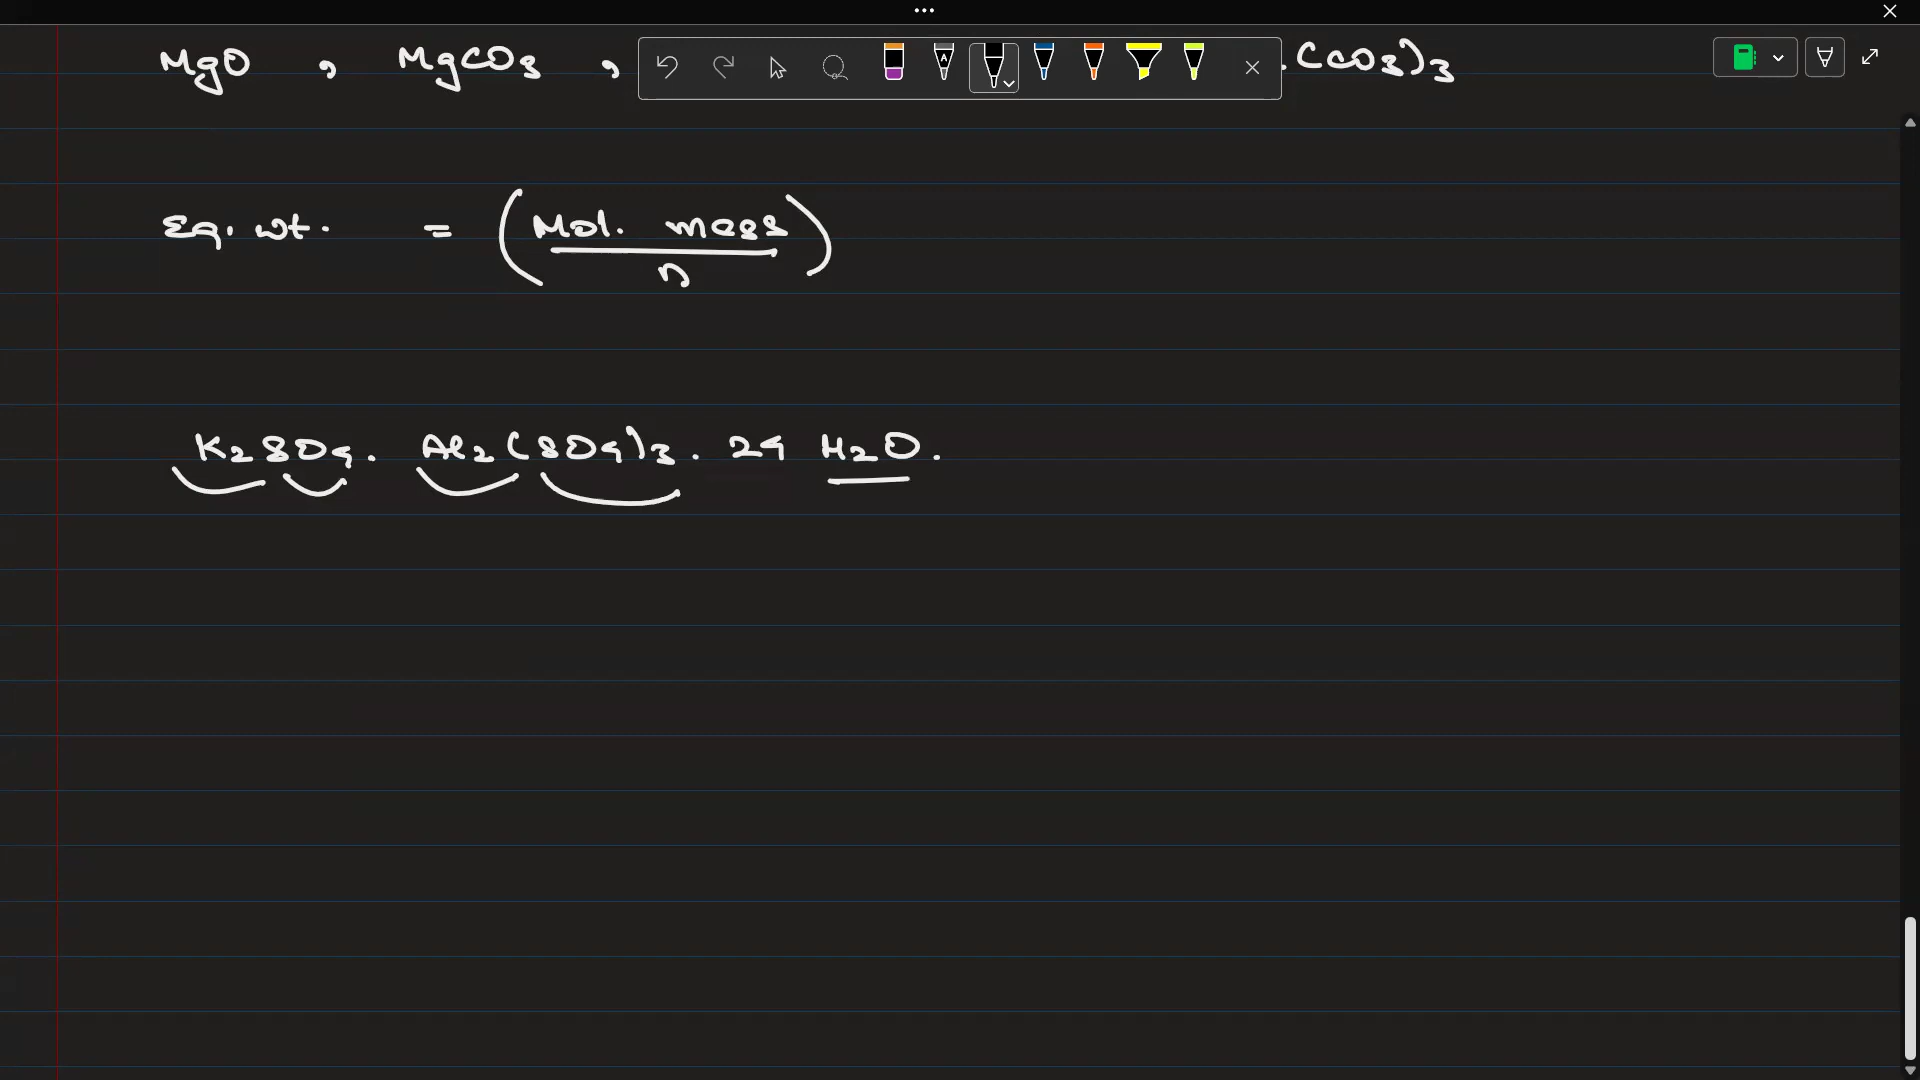 MgO , MgCO3 , .(CO3)3
Eq. wt. = (Mol. mass / n)
K2SO4. Al2(SO4)3. 24 H2O.